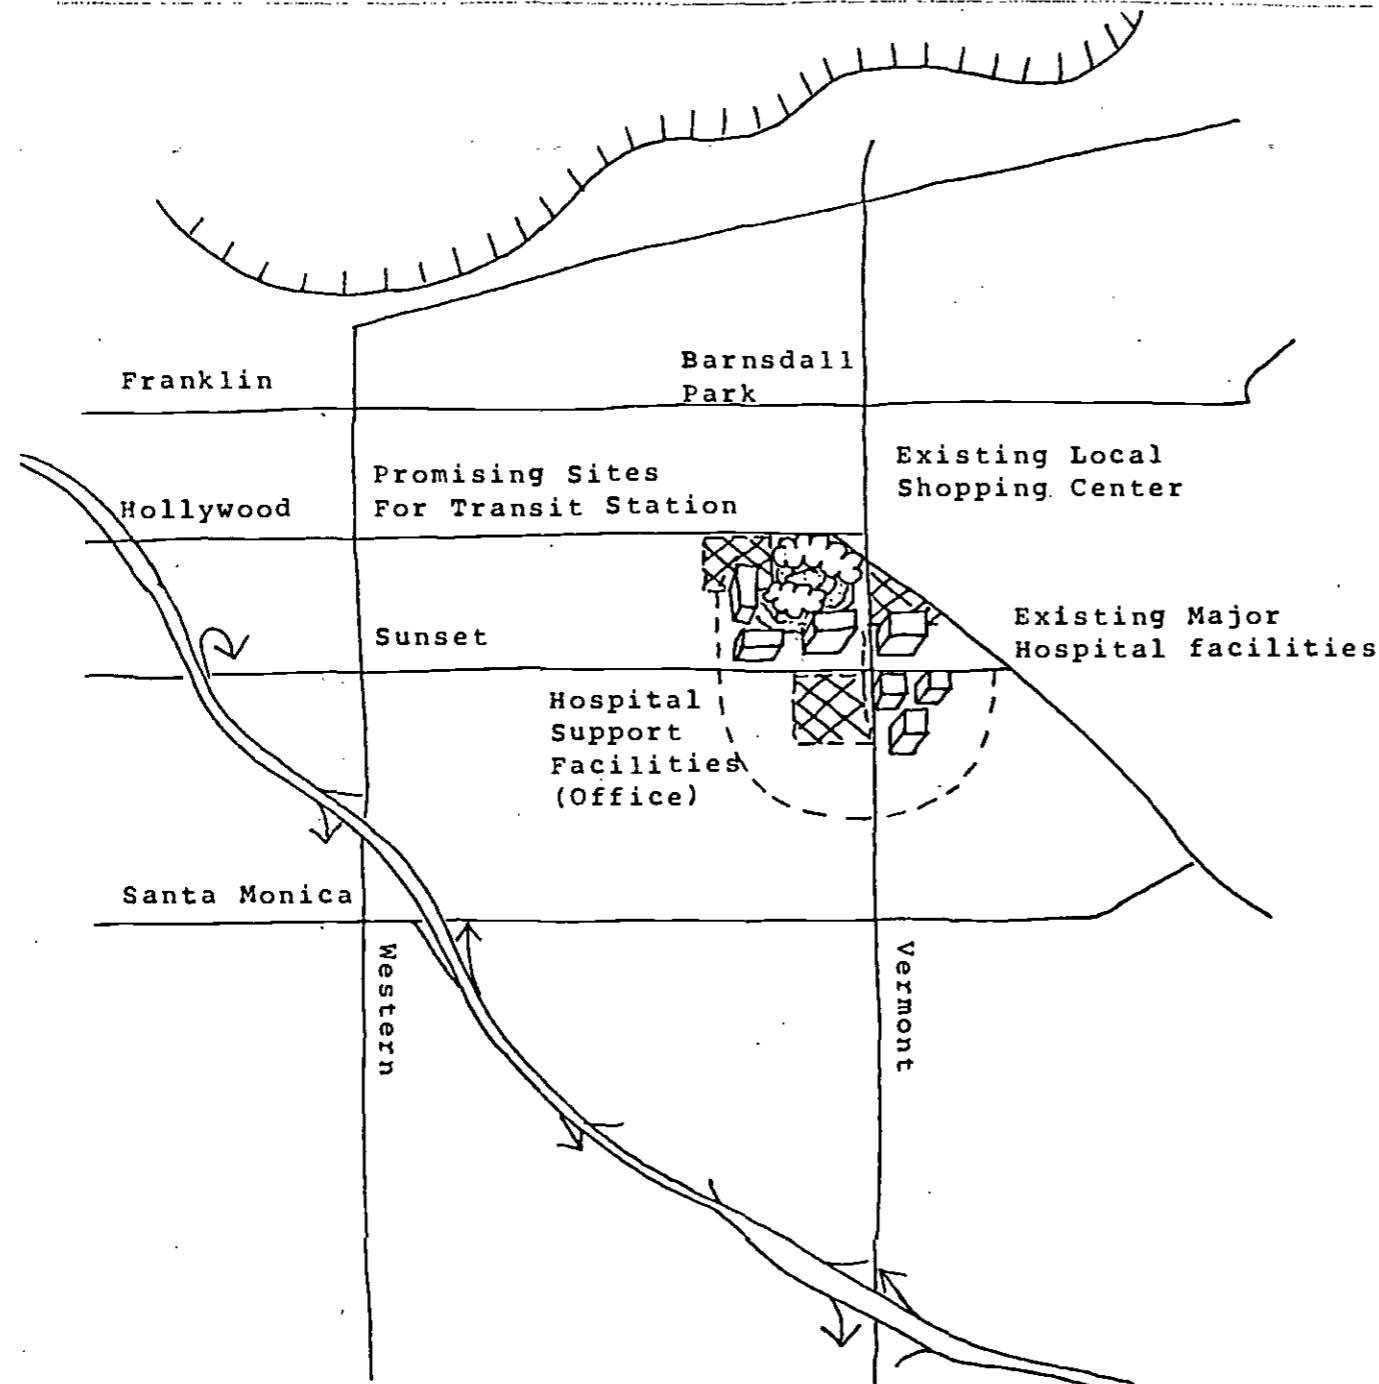 Barnsdall
Park
Franklin
Existing Local
Shopping Center
Promising Sites
For Transit Station
Hollywood
Existing Major
Hospital facilities
Sunset
Hospital
Support
Facilities
(Office)
Santa Monica
Western
Vermont